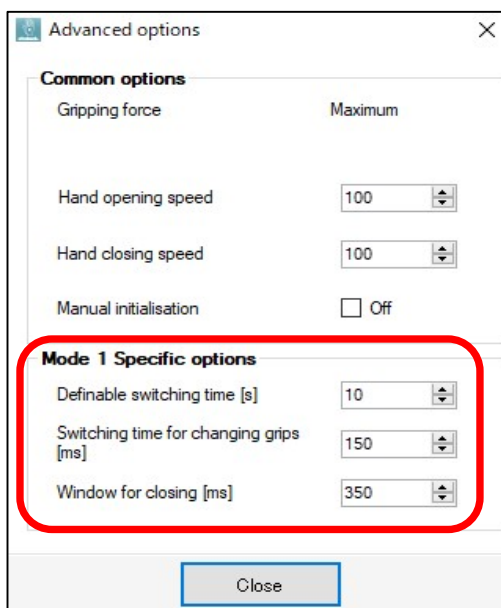 Advanced options
Common options
Gripping force Maximum
Hand opening speed 100
Hand closing speed 100
Manual initialisation Off
Mode 1 Specific options
Definable switching time [s] 10
Switching time for changing grips
[ms] 150
Window for closing [ms] 350
Close